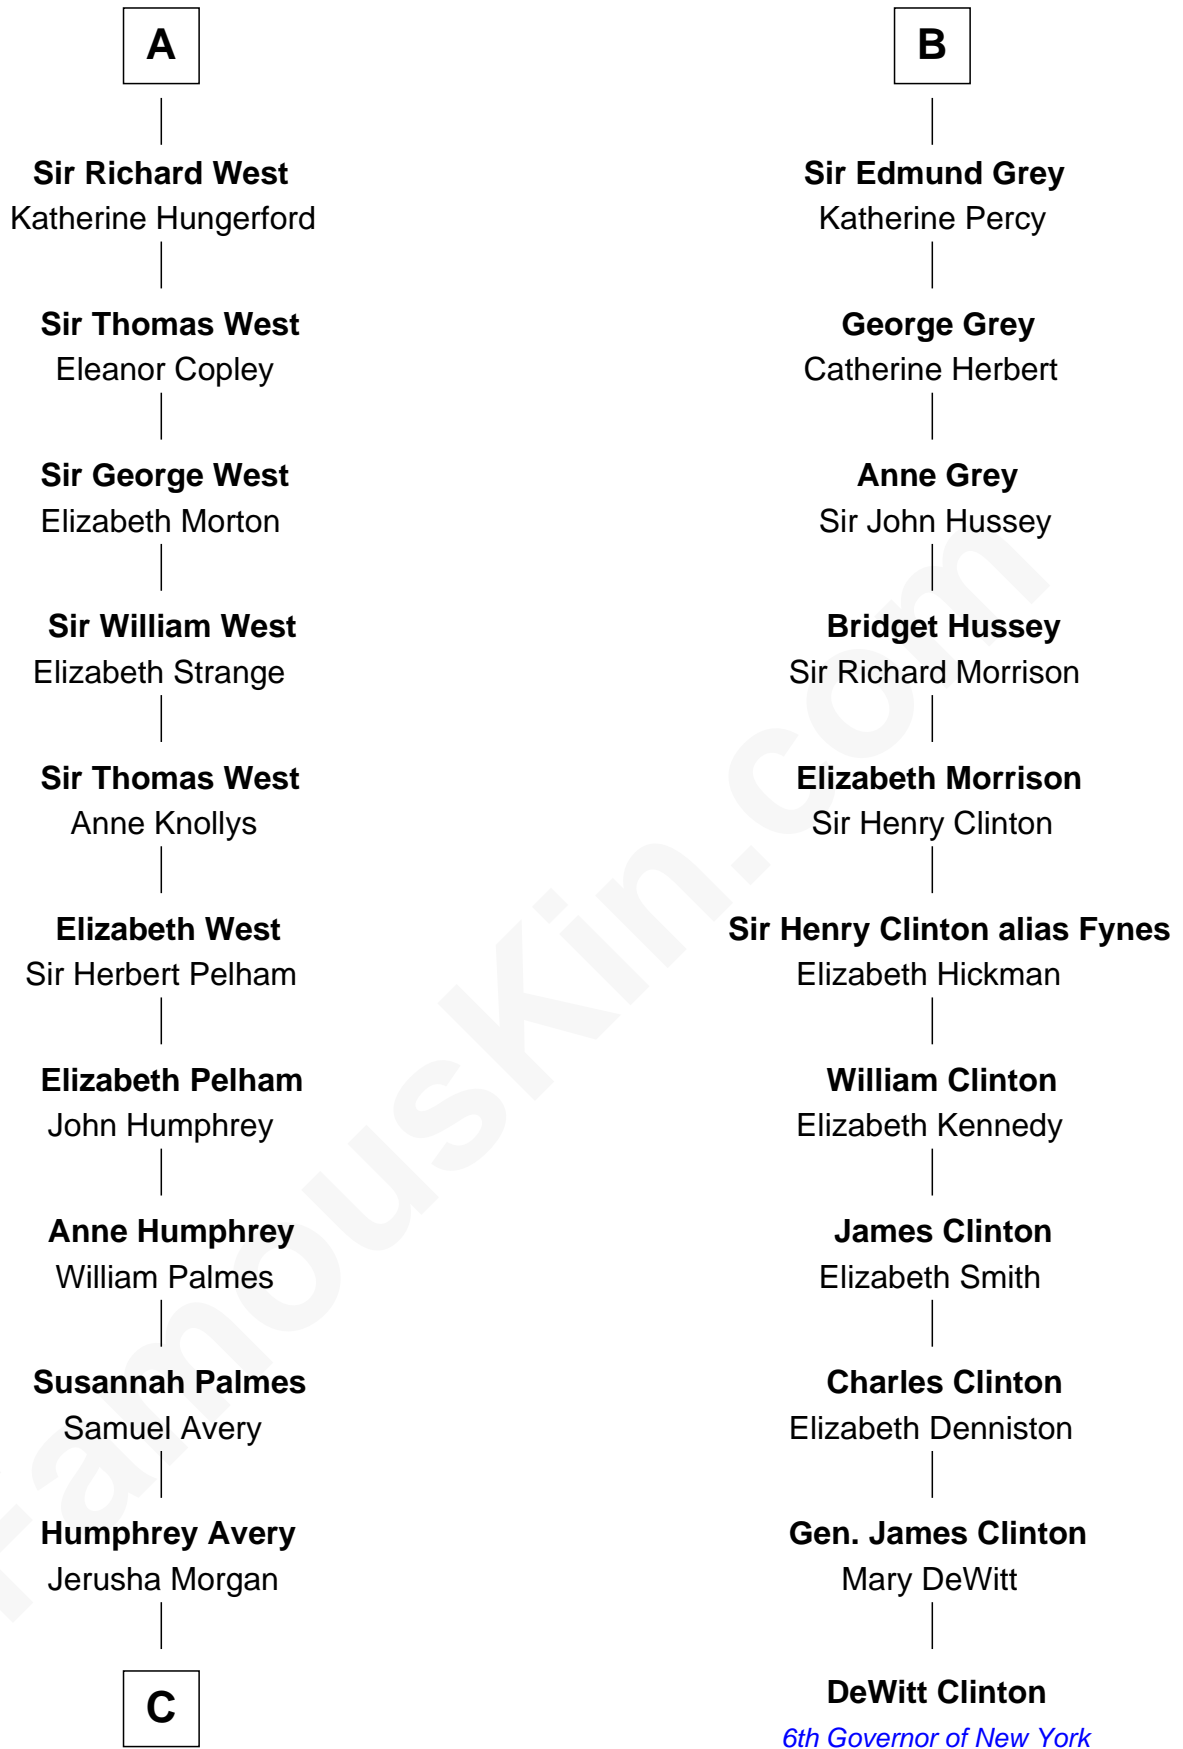 A
Sir Richard West
Katherine Hungerford
Sir Thomas West
Eleanor Copley
Sir George West
Elizabeth Morton
Sir William West
Elizabeth Strange
Sir Thomas West
Anne Knollys
Elizabeth West
Sir Herbert Pelham
Elizabeth Pelham
John Humphrey
Anne Humphrey
William Palmes
Susannah Palmes
Samuel Avery
Humphrey Avery
Jerusha Morgan
C
B
Sir Edmund Grey
Katherine Percy
George Grey
Catherine Herbert
Anne Grey
Sir John Hussey
Bridget Hussey
Sir Richard Morrison
Elizabeth Morrison
Sir Henry Clinton
Sir Henry Clinton alias Fynes
Elizabeth Hickman
William Clinton
Elizabeth Kennedy
James Clinton
Elizabeth Smith
Charles Clinton
Elizabeth Denniston
Gen. James Clinton
Mary DeWitt
DeWitt Clinton
6th Governor of New York
FamousKin.com